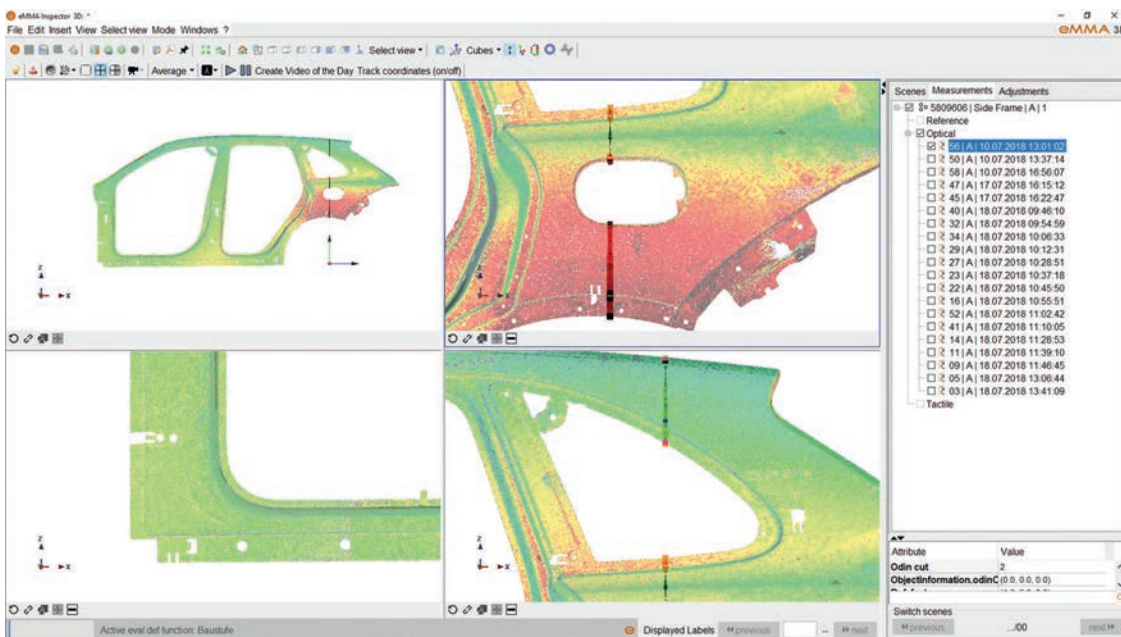 eMMA Inspector 3D: *
File Edit Insert View Select view Mode Windows ?
eMMA 3D
Select view
Cubes
Average
A
Create Video of the Day Track coordinates (on/off)
Scenes Measurements Adjustments
5809606 | Side Frame | A | 1
Reference
Optical
56 | A | 10.07.2018 13:01:02
50 | A | 10.07.2018 13:37:14
58 | A | 10.07.2018 16:56:07
47 | A | 17.07.2018 16:15:12
45 | A | 17.07.2018 16:22:47
40 | A | 18.07.2018 09:46:10
32 | A | 18.07.2018 09:54:59
34 | A | 18.07.2018 10:06:33
29 | A | 18.07.2018 10:12:31
27 | A | 18.07.2018 10:28:51
23 | A | 18.07.2018 10:37:18
22 | A | 18.07.2018 10:45:50
16 | A | 18.07.2018 10:55:51
52 | A | 18.07.2018 11:02:42
41 | A | 18.07.2018 11:10:05
14 | A | 18.07.2018 11:28:53
11 | A | 18.07.2018 11:39:10
09 | A | 18.07.2018 11:46:45
05 | A | 18.07.2018 13:06:44
03 | A | 18.07.2018 13:41:09
Tactile
z
x
z
x
z
x
z
x
Attribute Value
Odin cut 2
ObjectInformation.odinC (0.0, 0.0, 0.0)
Switch scenes
previous .../00 next
Active eval def function: Baustufe
Displayed Labels previous -- next